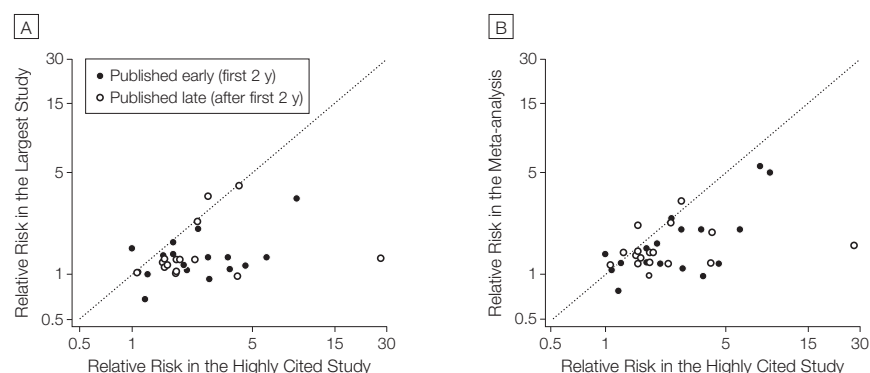 A
Relative Risk in the Largest Study
30
15
5
1
0.5
Published early (first 2 y)
Published late (after first 2 y)
0.5 1 5 15 30
Relative Risk in the Highly Cited Study
B
Relative Risk in the Meta-analysis
30
15
5
1
0.5
0.5 1 5 15 30
Relative Risk in the Highly Cited Study